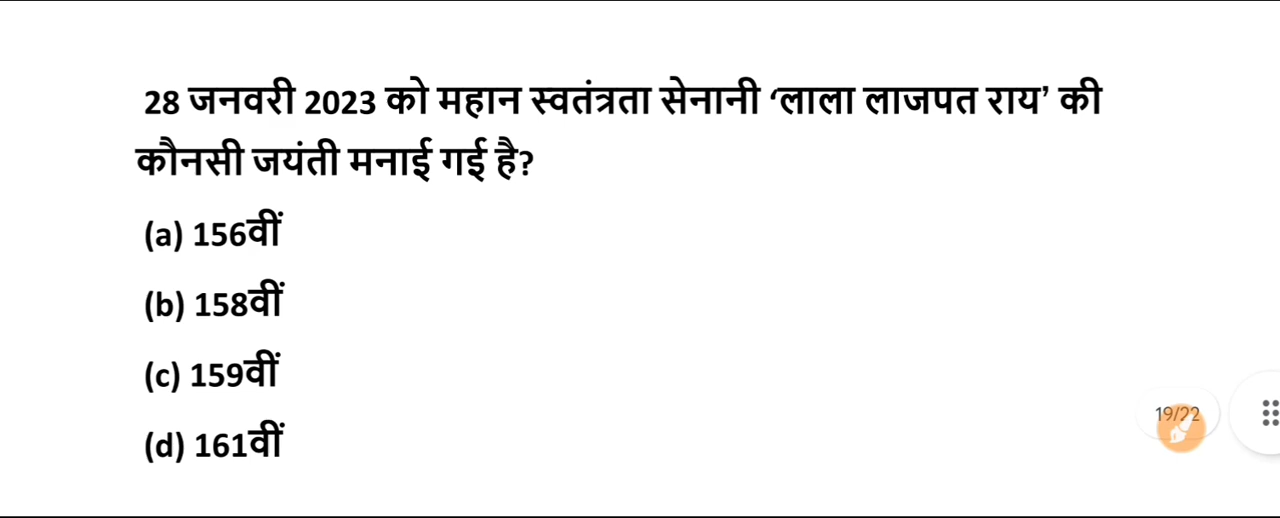 28 जनवरी 2023 को महान स्वतंत्रता सेनानी ‘लाला लाजपत राय’ की
कौनसी जयंती मनाई गई है?
(a) 156वीं
(b) 158वीं
(c) 159वीं
(d) 161वीं
19/22